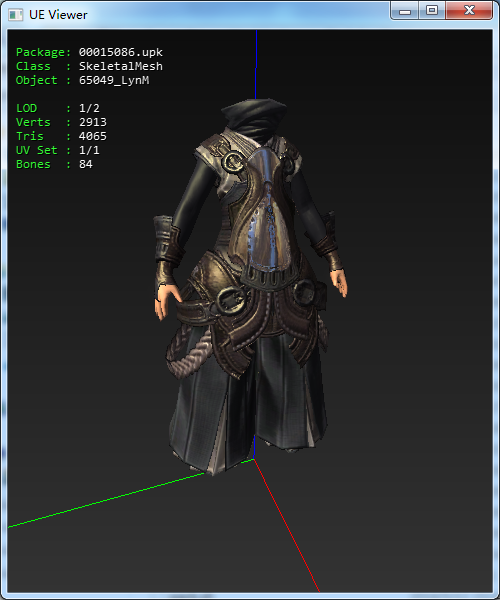 UE Viewer
Package: 00015086.upk
Class : SkeletalMesh
Object : 65049_LynM
LOD : 1/2
Verts : 2913
Tris : 4065
UV Set : 1/1
Bones : 84